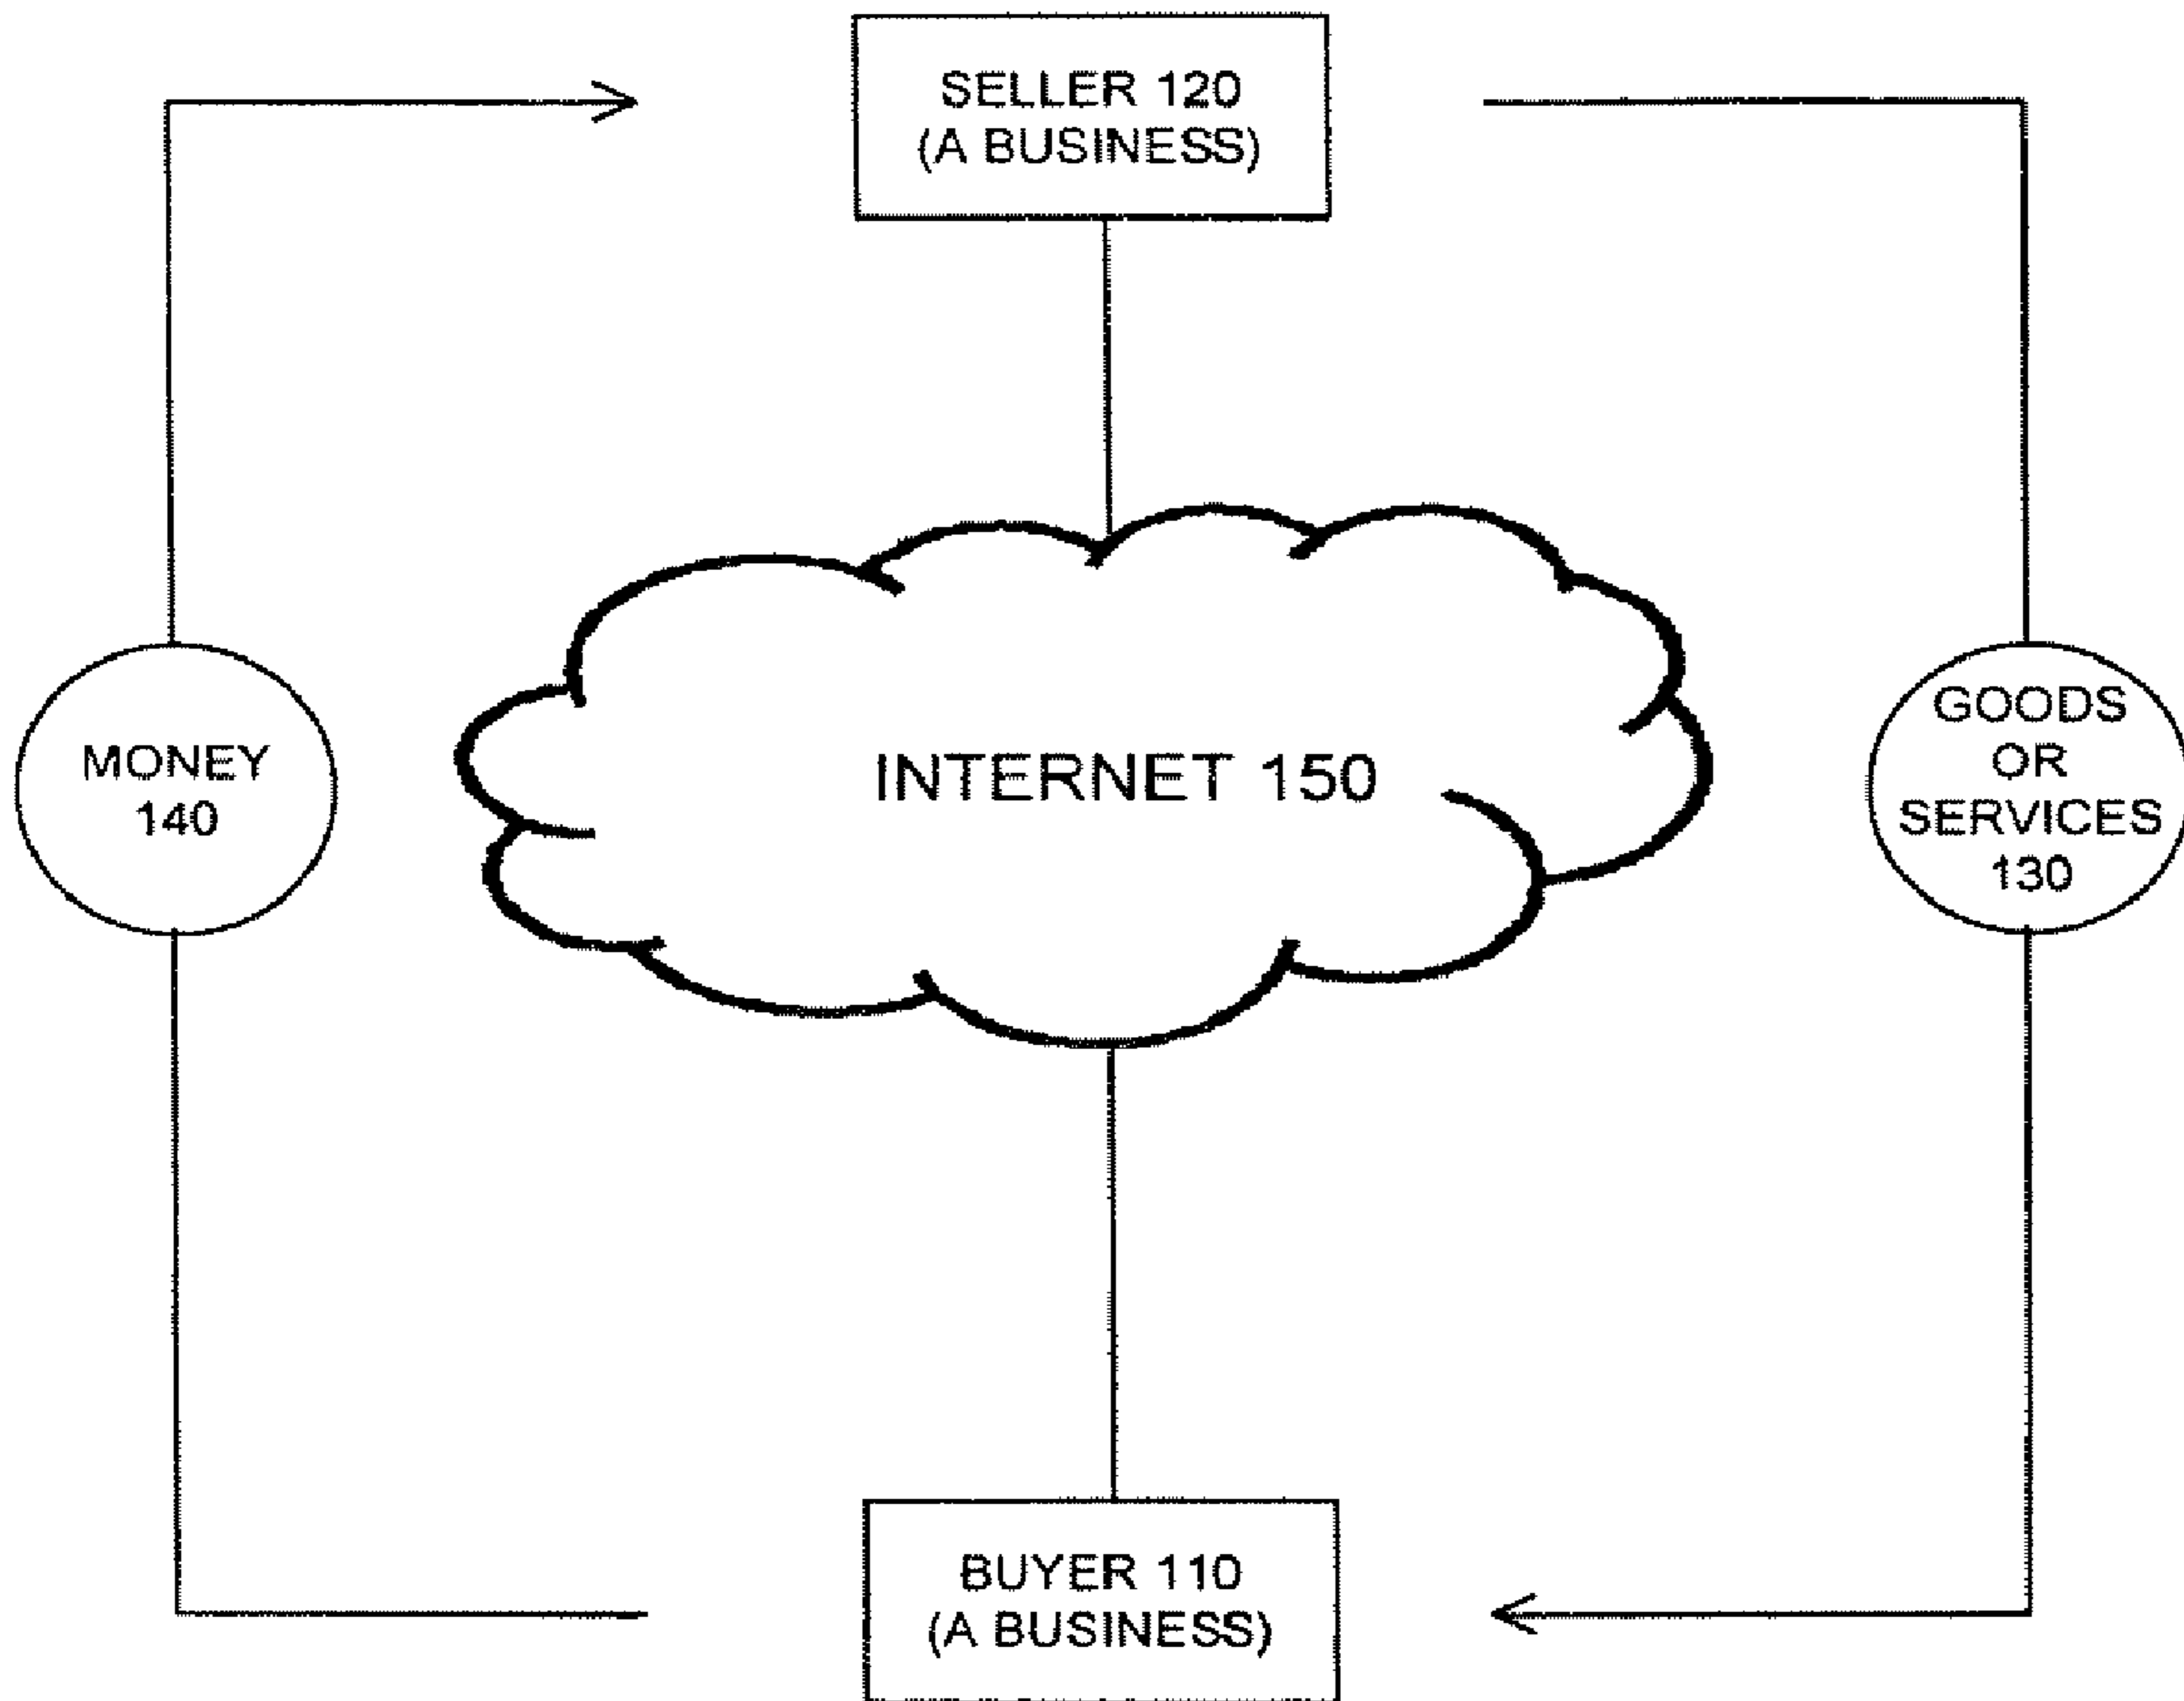 SELLER 120
(A BUSINESS)
MONEY
140
INTERNET 150
GOODS
OR
SERVICES
130
BUYER 110
(A BUSINESS)